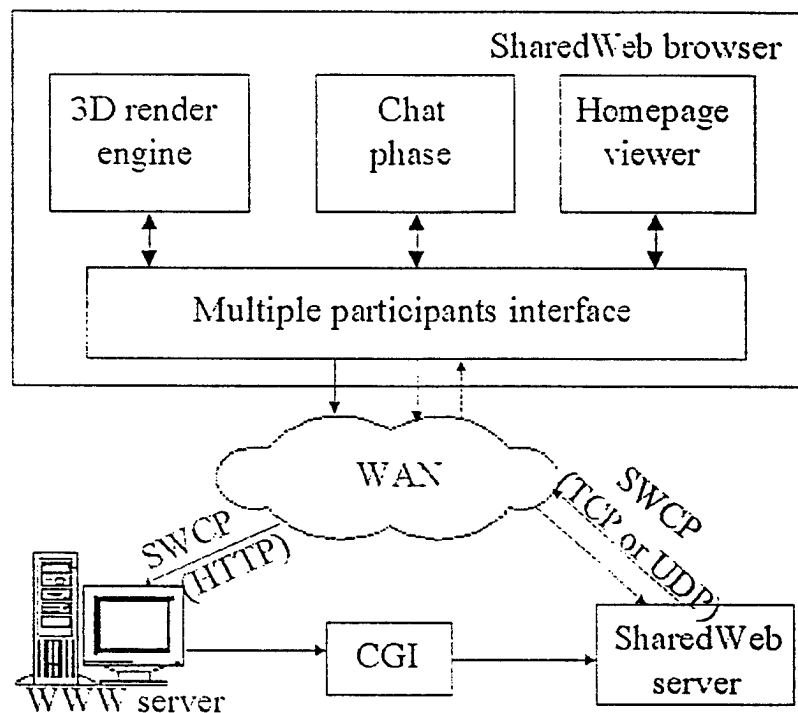 SharedWeb browser
3D render
engine
Chat
phase
Homepage
viewer
Multiple participants interface
WAN
SWCP
(HTTP)
SWCP
(TCP or UDP)
WWW server
CGI
SharedWeb
server